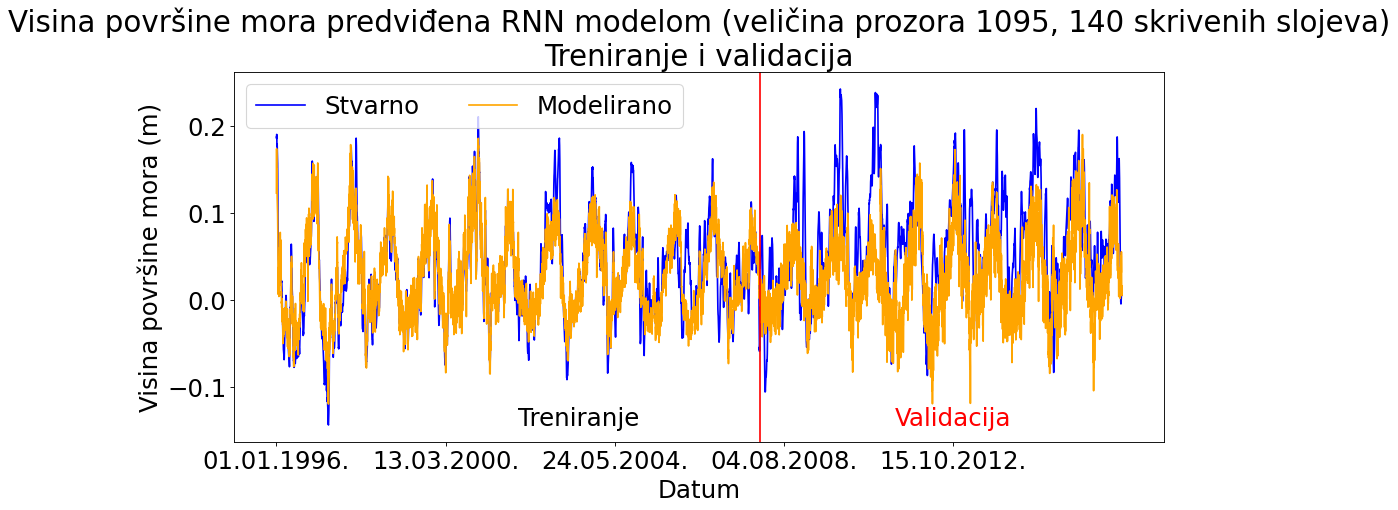 Visina površine mora predviđena RNN modelom (veličina prozora 1095, 140 skrivenih slojeva)
Treniranje i validacija
Stvarno
Modelirano
Visina površine mora (m)
0.2
0.1
0.0
−0.1
Treniranje
Validacija
01.01.1996.
13.03.2000.
24.05.2004.
04.08.2008.
15.10.2012.
Datum